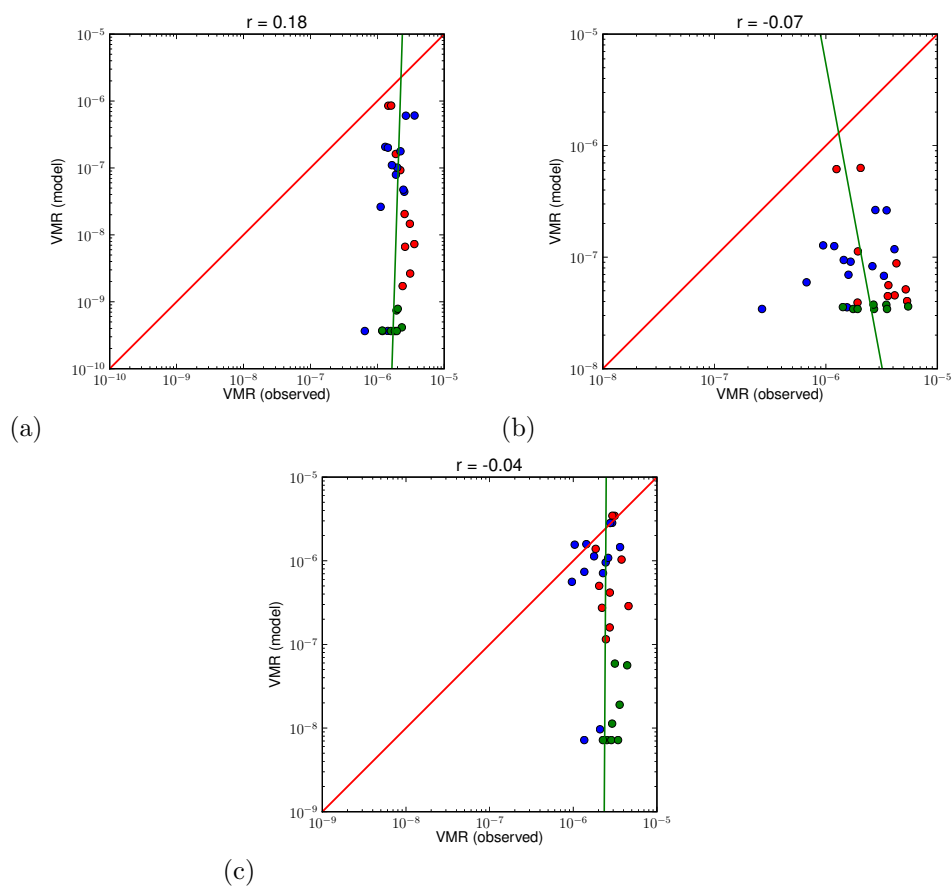 r = 0.18
10⁻⁵
10⁻⁶
10⁻⁷
10⁻⁸
10⁻⁹
10⁻¹⁰
VMR (model)
10⁻¹⁰ 10⁻⁹ 10⁻⁸ 10⁻⁷ 10⁻⁶ 10⁻⁵
VMR (observed)
(a)
r = -0.07
10⁻⁵
10⁻⁶
10⁻⁷
10⁻⁸
VMR (model)
10⁻⁸ 10⁻⁷ 10⁻⁶ 10⁻⁵
VMR (observed)
(b)
r = -0.04
10⁻⁵
10⁻⁶
10⁻⁷
10⁻⁸
10⁻⁹
VMR (model)
10⁻⁹ 10⁻⁸ 10⁻⁷ 10⁻⁶ 10⁻⁵
VMR (observed)
(c)